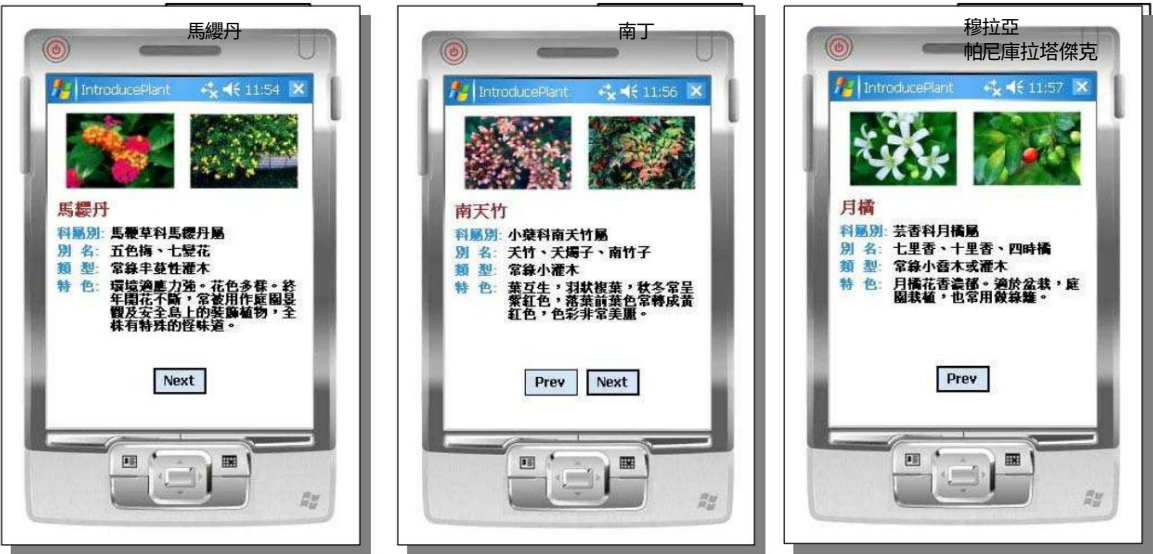 馬纓丹
IntroducePlant 11:54
馬纓丹
科屬別: 馬鞭草科馬纓丹屬
別 名: 五色梅、七變花
類 型: 常綠半蔓性灌木
特 色: 環境適應力強。花色多樣。終
年開花不斷,常被用作庭園景
觀及安全島上的裝飾植物,全
株有特殊的怪味道。
Next
南丁
IntroducePlant 11:56
南天竹
科屬別: 小葉科南天竹屬
別 名: 天竹、天燭子、南竹子
類 型: 常綠小灌木
特 色: 葉互生,羽狀複葉,秋冬常呈
紫紅色,落葉前葉色常轉成黃
紅色,色彩非常美麗。
Prev Next
穆拉亞
帕尼庫拉塔傑克
IntroducePlant 11:57
月橘
科屬別: 芸香科月橘屬
別 名: 七里香、十里香、四時橘
類 型: 常綠小喬木或灌木
特 色: 月橘花香濃郁。適於盆栽,庭
園栽植,也常用做綠籬。
Prev